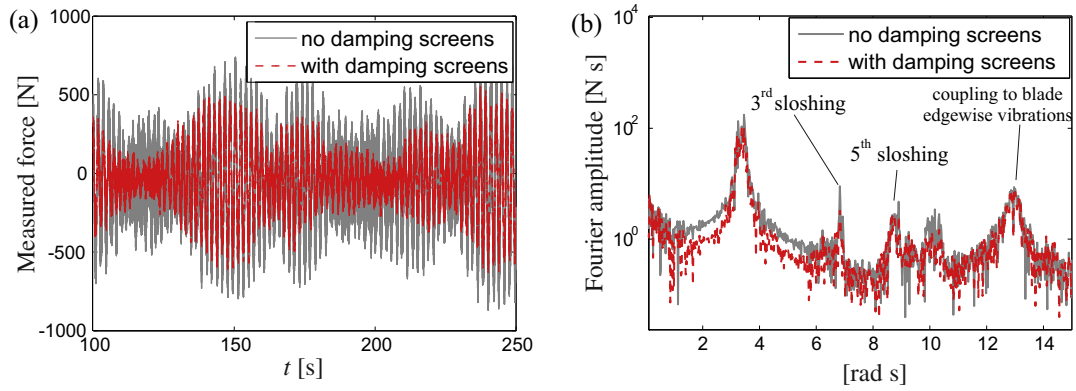 (a)
no damping screens
with damping screens
Measured force [N]
1000
500
0
-500
-1000
100
150
200
250
t [s]
(b)
no damping screens
with damping screens
3rd sloshing
5th sloshing
coupling to blade
edgewise vibrations
Fourier amplitude [N s]
10^4
10^2
10^0
2
4
6
8
10
12
14
[rad s]